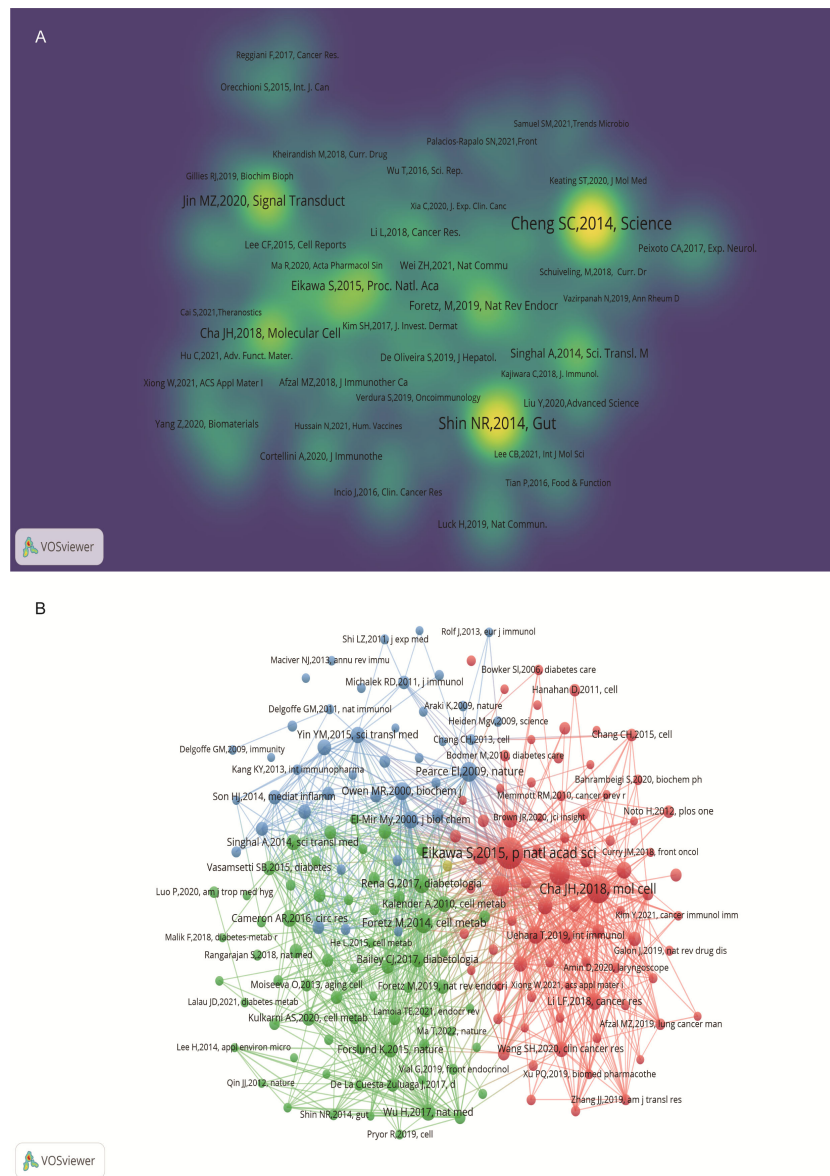 A
Reggiani F,2017, Cancer Res.
Orecchioni S,2015, Int. J. Can
Samuel SM,2021,Trends Microbio
Palacios-Rapalo SN,2021,Front
Kheirandish M,2018, Curr. Drug
Wu T,2016, Sci. Rep.
Gillies RJ,2019, Biochim Bioph
Keating ST,2020, J Mol Med
Jin MZ,2020, Signal Transduct
Xia C,2020, J. Exp. Clin. Canc
Cheng SC,2014, Science
Li L,2018, Cancer Res.
Lee CF,2015, Cell Reports
Peixoto CA,2017, Exp. Neurol.
Ma R,2020, Acta Pharmacol Sin
Wei ZH,2021, Nat Commu
Schuiveling, M,2018, Curr. Dr
Eikawa S,2015, Proc. Natl. Aca
Vazirpanah N,2019, Ann Rheum D
Foretz, M,2019, Nat Rev Endocr
Cai S,2021,Theranostics
Kim SH,2017, J. Invest. Dermat
Cha JH,2018, Molecular Cell
Hu C,2021, Adv. Funct. Mater.
De Oliveira S,2019, J Hepatol.
Singhal A,2014, Sci. Transl. M
Kajiwara C,2018, J. Immunol.
Xiong W,2021, ACS Appl Mater I
Afzal MZ,2018, J Immunother Ca
Verdura S,2019, Oncoimmunology
Liu Y,2020,Advanced Science
Yang Z,2020, Biomaterials
Hussain N,2021, Hum. Vaccines
Shin NR,2014, Gut
Cortellini A,2020, J Immunothe
Lee CB,2021, Int J Mol Sci
Tian P,2016, Food & Function
Incio J,2016, Clin. Cancer Res
Luck H,2019, Nat Commun.
VOSviewer
B
Rolf J,2013, eur j immunol
Shi LZ,2011, j exp med
Maciver NJ,2013, annu rev immu
Bowker Sl,2006, diabetes care
Michalek RD,2011, j immunol
Hanahan D,2011, cell
Araki K,2009, nature
Delgoffe GM,2011, nat immunol
Heiden Mgv,2009, science
Yin YM,2015, sci transl med
Chang CH,2013, cell
Chang CH,2015, cell
Delgoffe GM,2009, immunity
Bodmer M,2010, diabetes care
Kang KY,2013, int immunopharma
Pearce El,2009, nature
Bahrambeigi S,2020, biochem ph
Son HJ,2014, mediat inflamm
Owen MR,2000, biochem j
Memmott RM,2010, cancer prev r
Noto H,2012, plos one
El-Mir My,2000, j biol chem
Brown JR,2020, jci insight
Singhal A,2014, sci transl med
Eikawa S,2015, p natl acad sci
Curry JM,2018, front oncol
Vasamsetti SB,2015, diabetes
Rena G,2017, diabetologia
Cha JH,2018, mol cell
Luo P,2020, am j trop med hyg
Kalender A,2010, cell metab
Cameron AR,2016, circ res
Foretz M,2014, cell metab
Kim Y,2021, cancer immunol imm
Malik F,2018, diabetes-metab r
He L,2015, cell metab
Uehara T,2019, int immunol
Rangarajan S,2018, nat med
Bailey CJ,2017, diabetologia
Galon J,2019, nat rev drug dis
Amin D,2020, laryngoscope
Moiseeva O,2013, aging cell
Foretz M,2019, nat rev endocri
Xiong W,2021, acs appl mater i
Lalau JD,2021, diabetes metab
Lamoia TE,2021, endocr rev
Li LF,2018, cancer res
Kulkarni AS,2020, cell metab
Ma T,2022, nature
Afzal MZ,2019, lung cancer man
Lee H,2014, appl environ micro
Forslund K,2015, nature
Wang SH,2020, clin cancer res
Vial G,2019, front endocrinol
Xu PQ,2019, biomed pharmacothe
Qin JJ,2012, nature
De La Cuesta-Zuluaga J,2017, d
Zhang JJ,2019, am j transl res
Shin NR,2014, gut
Wu H,2017, nat med
Pryor R,2019, cell
VOSviewer